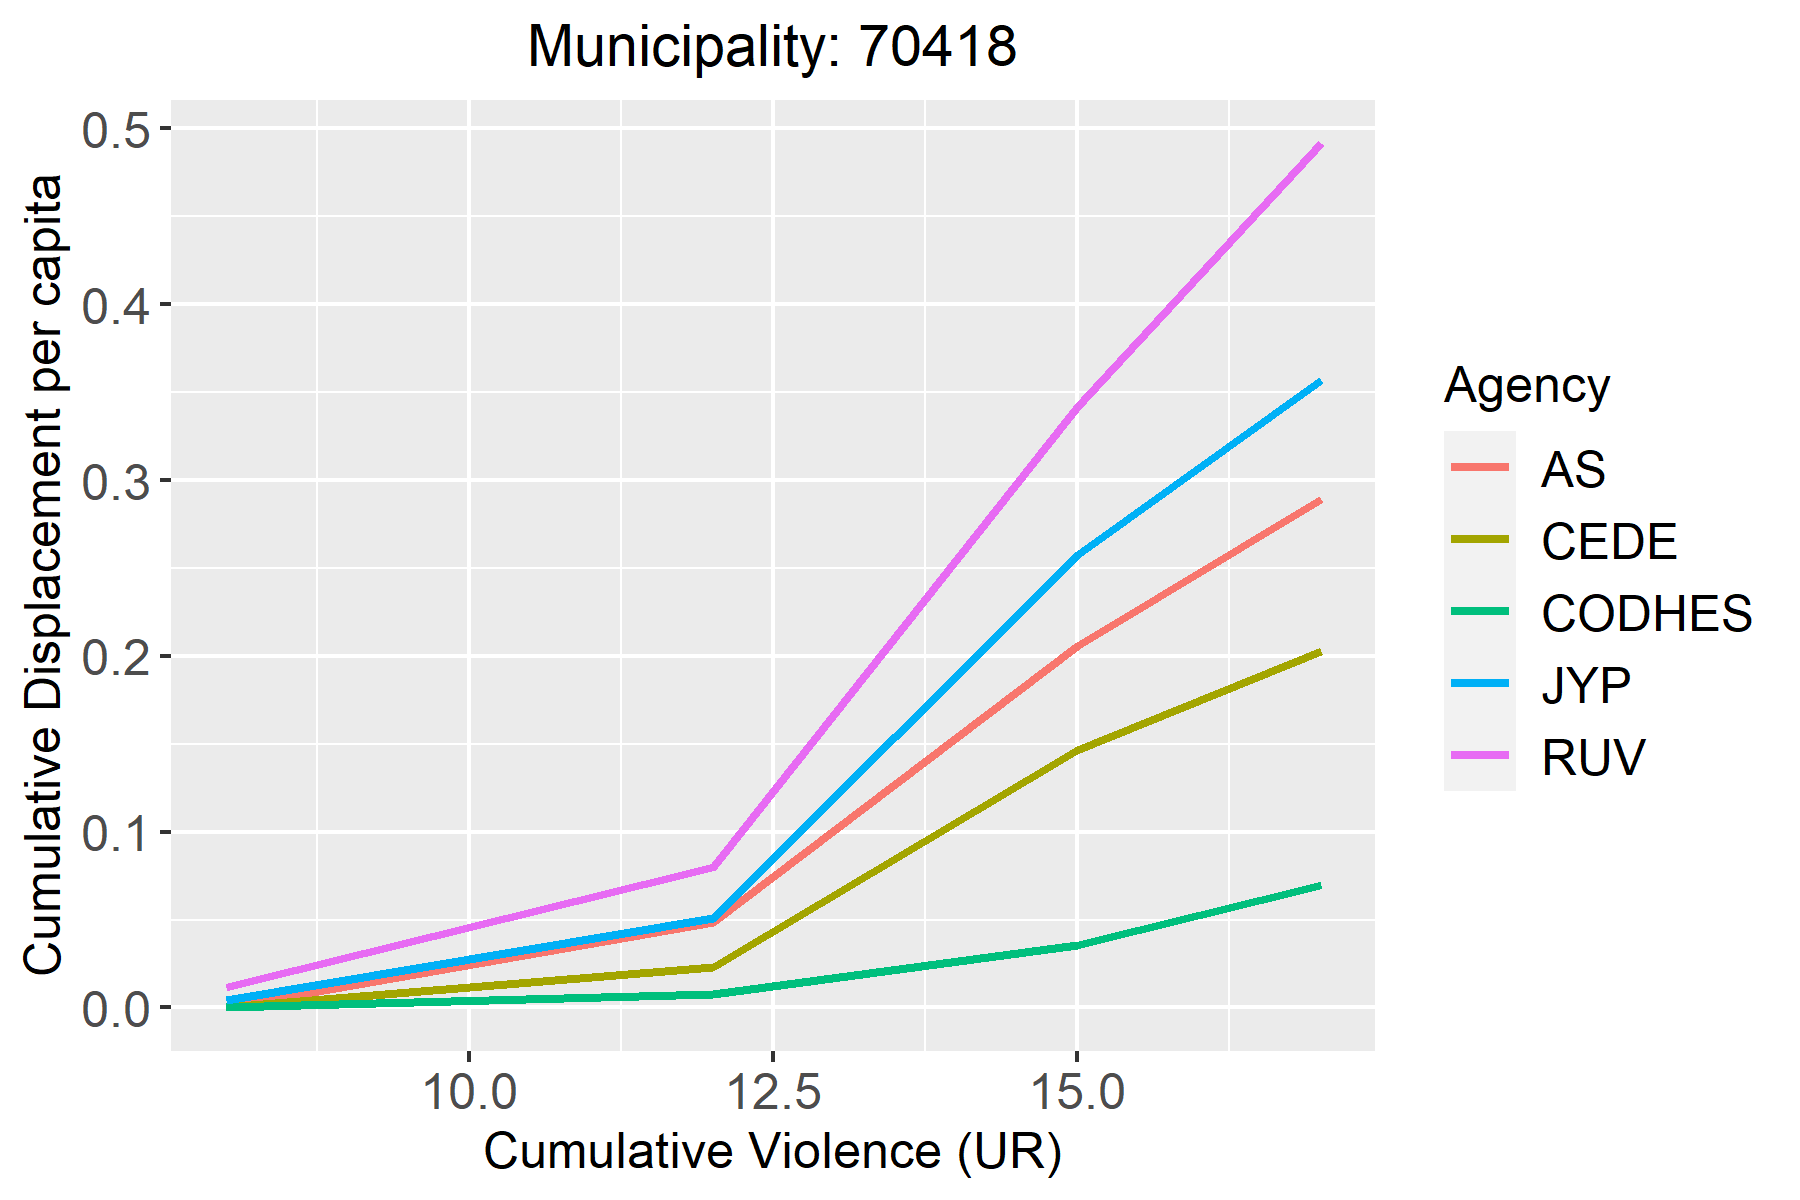 Municipality: 70418
0.5
0.4
0.3
0.2
0.1
0.0
Cumulative Displacement per capita
10.0 12.5 15.0
Cumulative Violence (UR)
Agency
AS
CEDE
CODHES
JYP
RUV